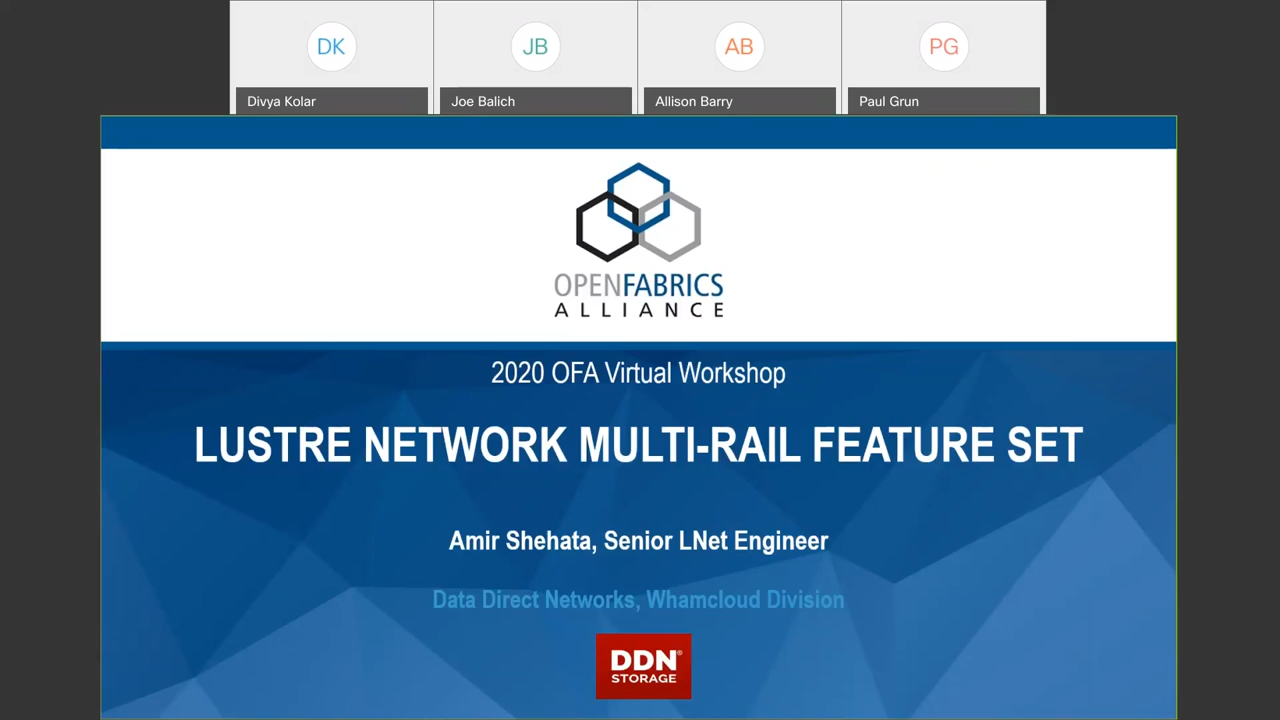 DK
JB
AB
PG
Divya Kolar
Joe Balich
Allison Barry
Paul Grun
OPENFABRICS
ALLIANCE
2020 OFA Virtual Workshop
LUSTRE NETWORK MULTI-RAIL FEATURE SET
Amir Shehata, Senior LNet Engineer
Data Direct Networks, Whamcloud Division
DDN®
STORAGE